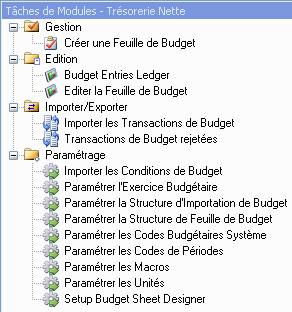 Tâches de Modules - Trésorerie Nette
Gestion
Créer une Feuille de Budget
Edition
Budget Entries Ledger
Editer la Feuille de Budget
Importer/Exporter
Importer les Transactions de Budget
Transactions de Budget rejetées
Paramétrage
Importer les Conditions de Budget
Paramétrer l'Exercice Budgétaire
Paramétrer la Structure d'Importation de Budget
Paramétrer la Structure de Feuille de Budget
Paramétrer les Codes Budgétaires Système
Paramétrer les Codes de Périodes
Paramétrer les Macros
Paramétrer les Unités
Setup Budget Sheet Designer